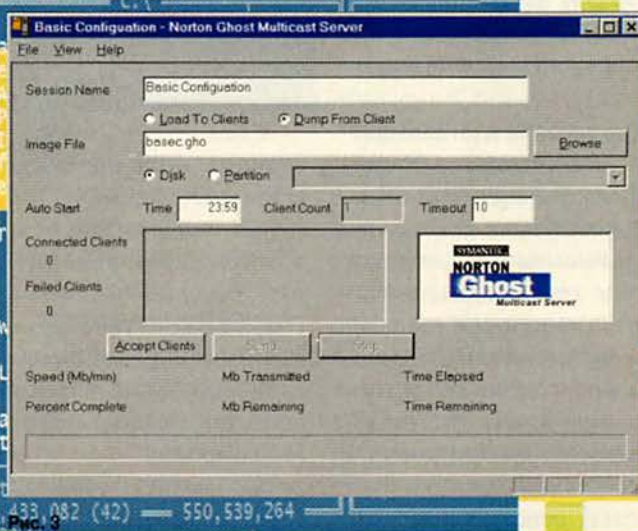 C:\
Basic Configuation - Norton Ghost Multicast Server
File View Help
Session Name Basic Configuation
Load To Clients Dump From Client
Image File basec.gho Browse
Disk Partition
Auto Start Time 23:59 Client Count 1 Timeout 10
Connected Clients
0
Failed Clients
0
SYMANTEC.
NORTON
Ghost
Multicast Server
Accept Clients Send Stop
Speed (Mb/min) Mb Transmitted Time Elapsed
Percent Complete Mb Remaining Time Remaining
433,082 (42) 550,539,264
Рис. 3